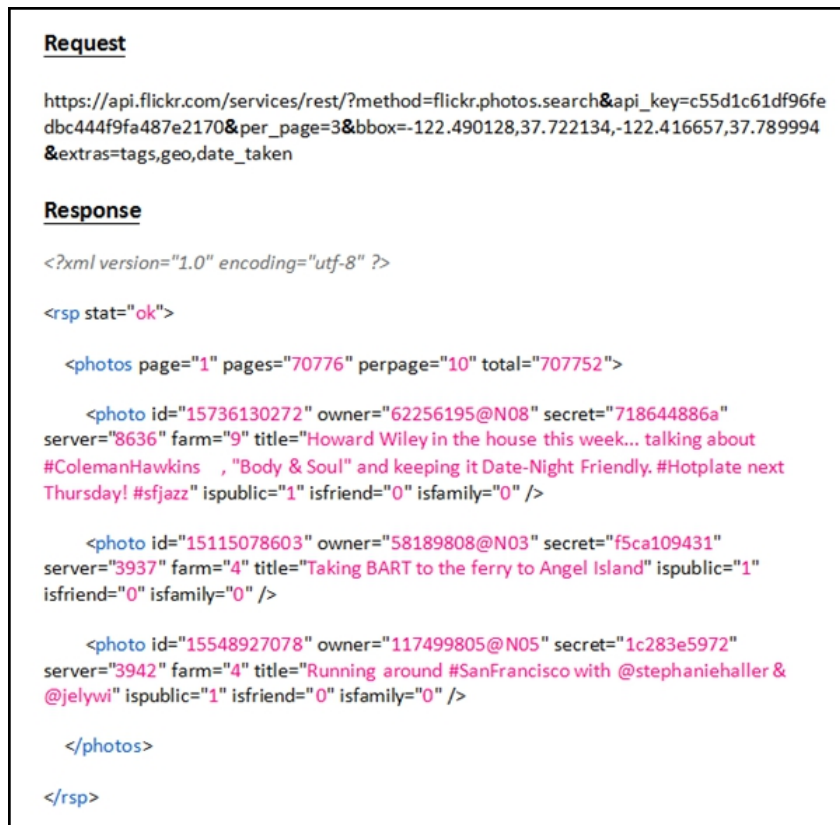 Request
https://api.flickr.com/services/rest/?method=flickr.photos.search&api_key=c55d1c61df96fe
dbc444f9fa487e2170&per_page=3&bbox=-122.490128,37.722134,-122.416657,37.789994
&extras=tags,geo,date_taken
Response
<?xml version="1.0" encoding="utf-8" ?>
<rsp stat="ok">
<photos page="1" pages="70776" perpage="10" total="707752">
<photo id="15736130272" owner="62256195@N08" secret="718644886a"
server="8636" farm="9" title="Howard Wiley in the house this week... talking about
#ColemanHawkins , "Body & Soul" and keeping it Date-Night Friendly. #Hotplate next
Thursday! #sfjazz" ispublic="1" isfriend="0" isfamily="0" />
<photo id="15115078603" owner="58189808@N03" secret="f5ca109431"
server="3937" farm="4" title="Taking BART to the ferry to Angel Island" ispublic="1"
isfriend="0" isfamily="0" />
<photo id="15548927078" owner="117499805@N05" secret="1c283e5972"
server="3942" farm="4" title="Running around #SanFrancisco with @stephaniehaller &
@jelywi" ispublic="1" isfriend="0" isfamily="0" />
</photos>
</rsp>